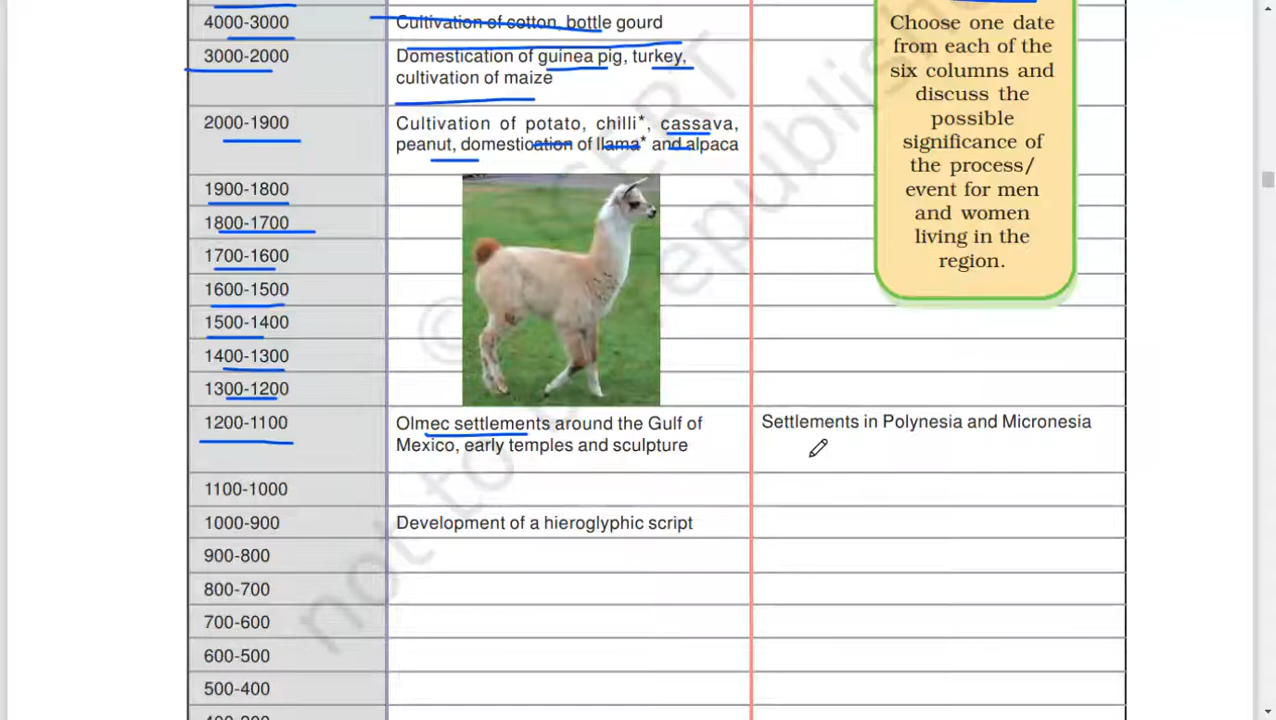 4000-3000 Cultivation of cotton, bottle gourd
3000-2000 Domestication of guinea pig, turkey,
cultivation of maize
2000-1900 Cultivation of potato, chilli*, cassava,
peanut, domestication of llama* and alpaca
1900-1800
1800-1700
1700-1600
1600-1500
1500-1400
1400-1300
1300-1200
1200-1100 Olmec settlements around the Gulf of Settlements in Polynesia and Micronesia
Mexico, early temples and sculpture
1100-1000
1000-900 Development of a hieroglyphic script
900-800
800-700
700-600
600-500
500-400
Choose one date
from each of the
six columns and
discuss the
possible
significance of
the process/
event for men
and women
living in the
region.
not to be republishe